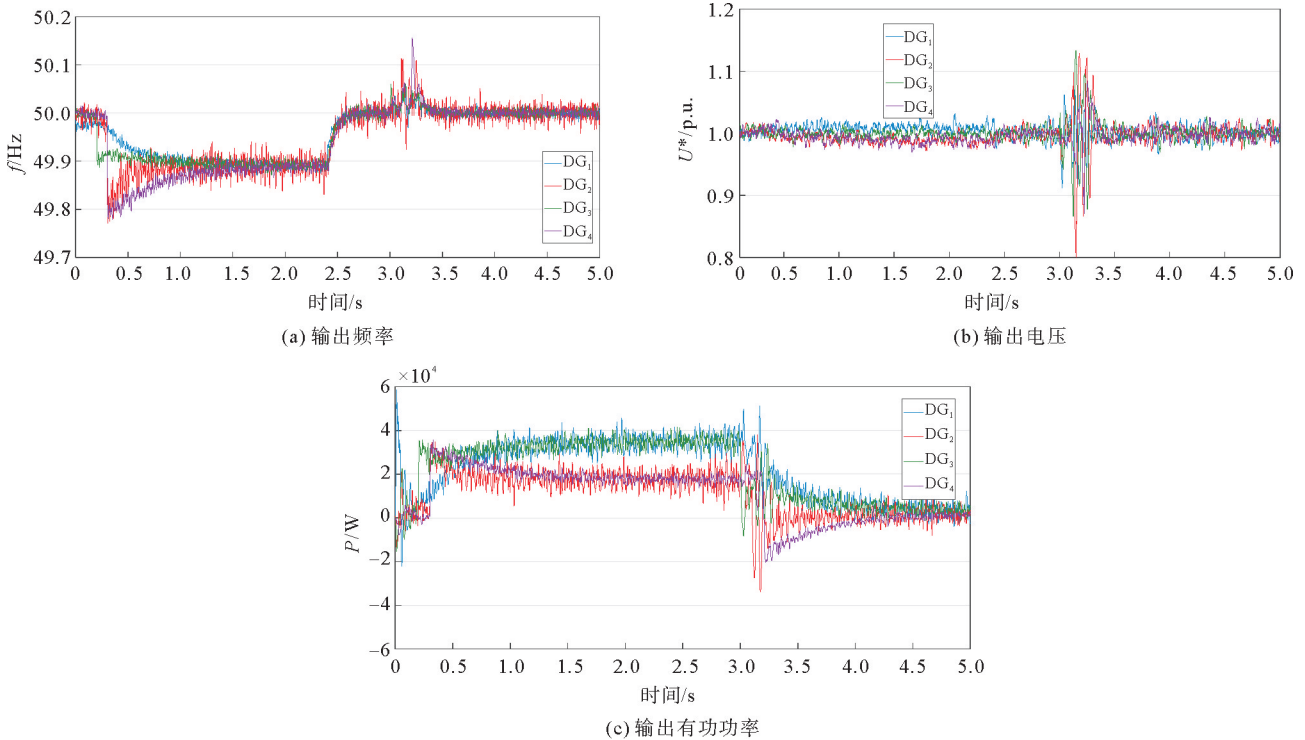 f/Hz
50.2
50.1
50.0
49.9
49.8
49.7
DG₁
DG₂
DG₃
DG₄
0 0.5 1.0 1.5 2.0 2.5 3.0 3.5 4.0 4.5 5.0
时间/s
(a) 输出频率
U*/p.u.
1.2
1.1
1.0
0.9
0.8
DG₁
DG₂
DG₃
DG₄
0 0.5 1.0 1.5 2.0 2.5 3.0 3.5 4.0 4.5 5.0
时间/s
(b) 输出电压
×10⁴
P/W
6
4
2
0
−2
−4
−6
DG₁
DG₂
DG₃
DG₄
0 0.5 1.0 1.5 2.0 2.5 3.0 3.5 4.0 4.5 5.0
时间/s
(c) 输出有功功率